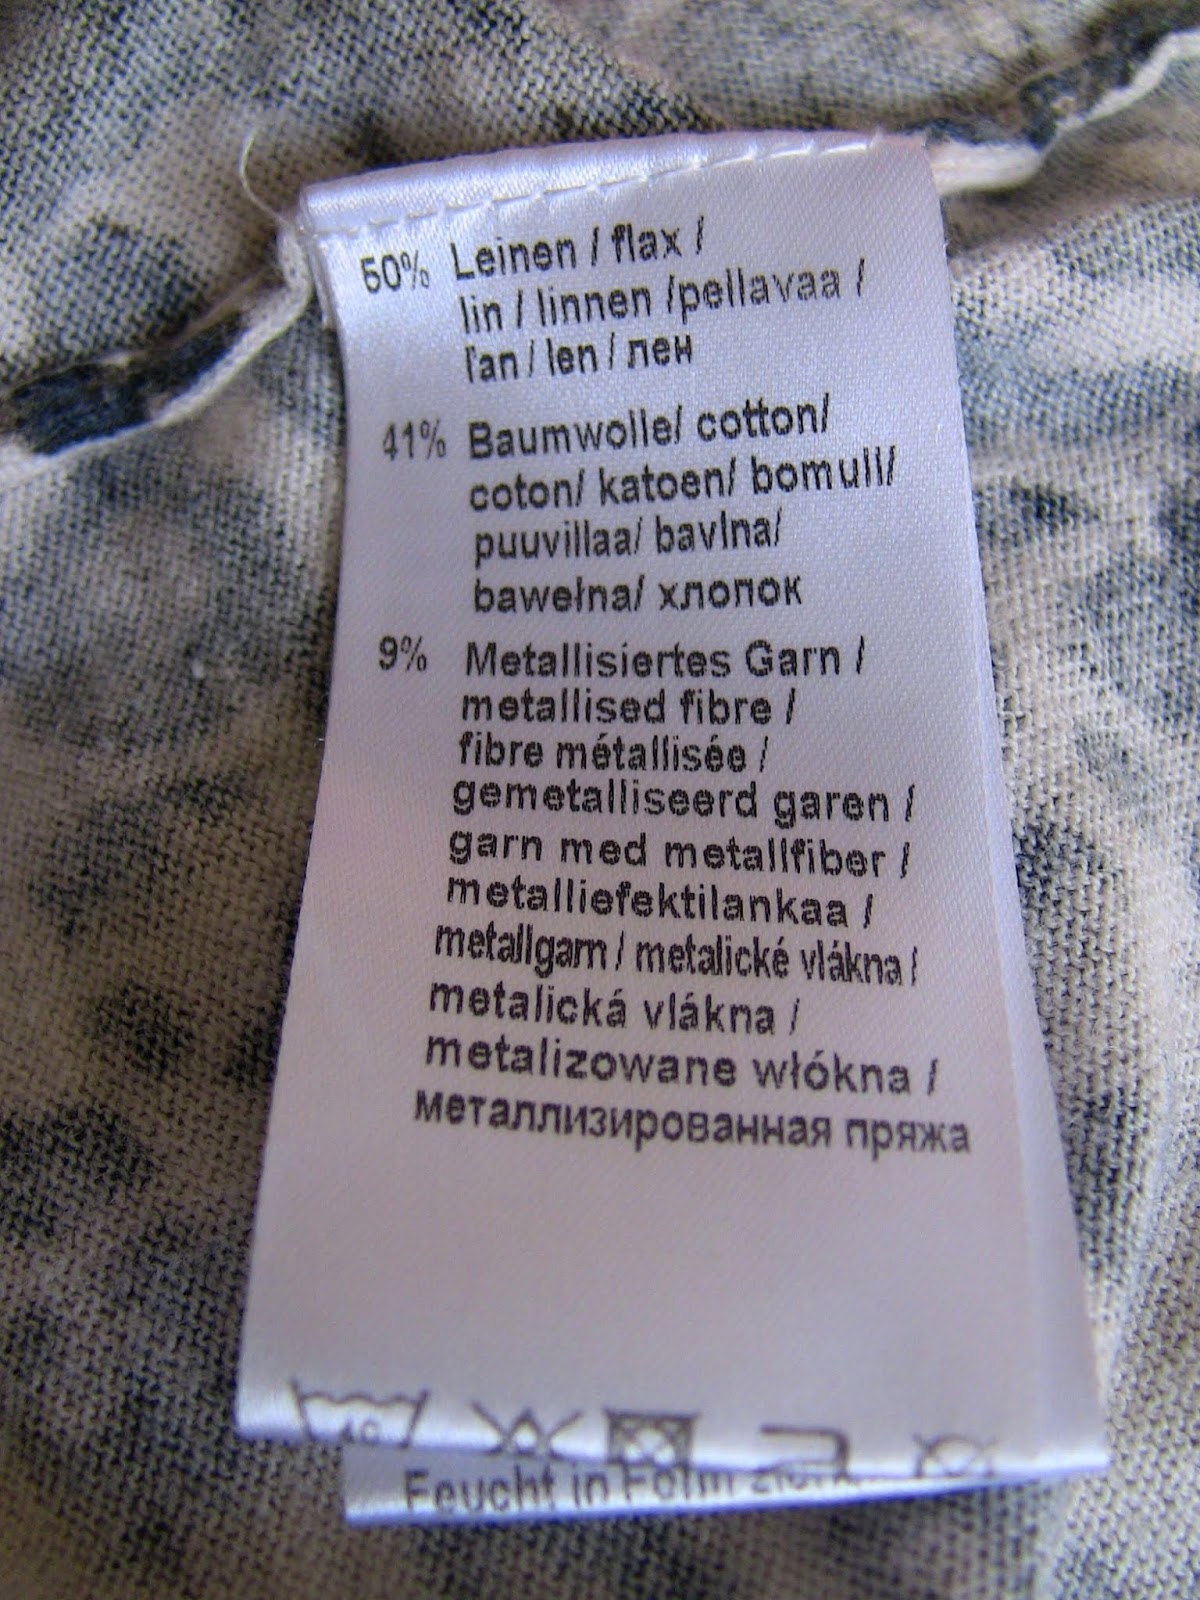 50% Leinen / flax /
lin / linnen /pellavaa /
ľan / len / лен
41% Baumwolle/ cotton/
coton/ katoen/ bomull/
puuvillaa/ bavlna/
bawełna/ хлопок
9% Metallisiertes Garn /
metallised fibre /
fibre métallisée /
gemetalliseerd garen /
garn med metallfiber /
metalliefektilankaa /
metallgarn / metalické vlákna /
metalická vlákna /
metalizowane włókna /
металлизированная пряжа
Feucht in Form